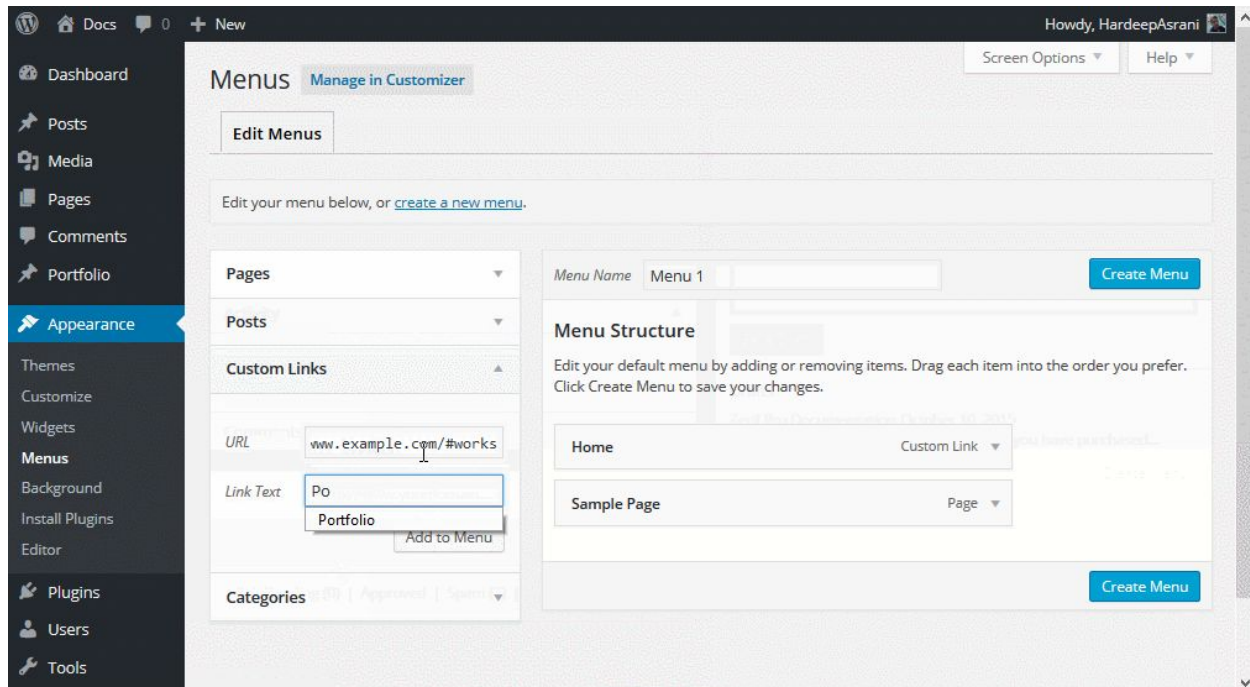 Docs 0 New Howdy, HardeepAsrani
Screen Options Help
Dashboard
Posts
Media
Pages
Comments
Portfolio
Appearance
Themes
Customize
Widgets
Menus
Background
Install Plugins
Editor
Plugins
Users
Tools
Menus Manage in Customizer
Edit Menus
Edit your menu below, or create a new menu.
Pages
Posts
Custom Links
URL www.example.com/#works
Link Text Po
Portfolio
Add to Menu
Categories
Menu Name Menu 1 Create Menu
Menu Structure
Edit your default menu by adding or removing items. Drag each item into the order you prefer.
Click Create Menu to save your changes.
Home Custom Link
Sample Page Page
Create Menu